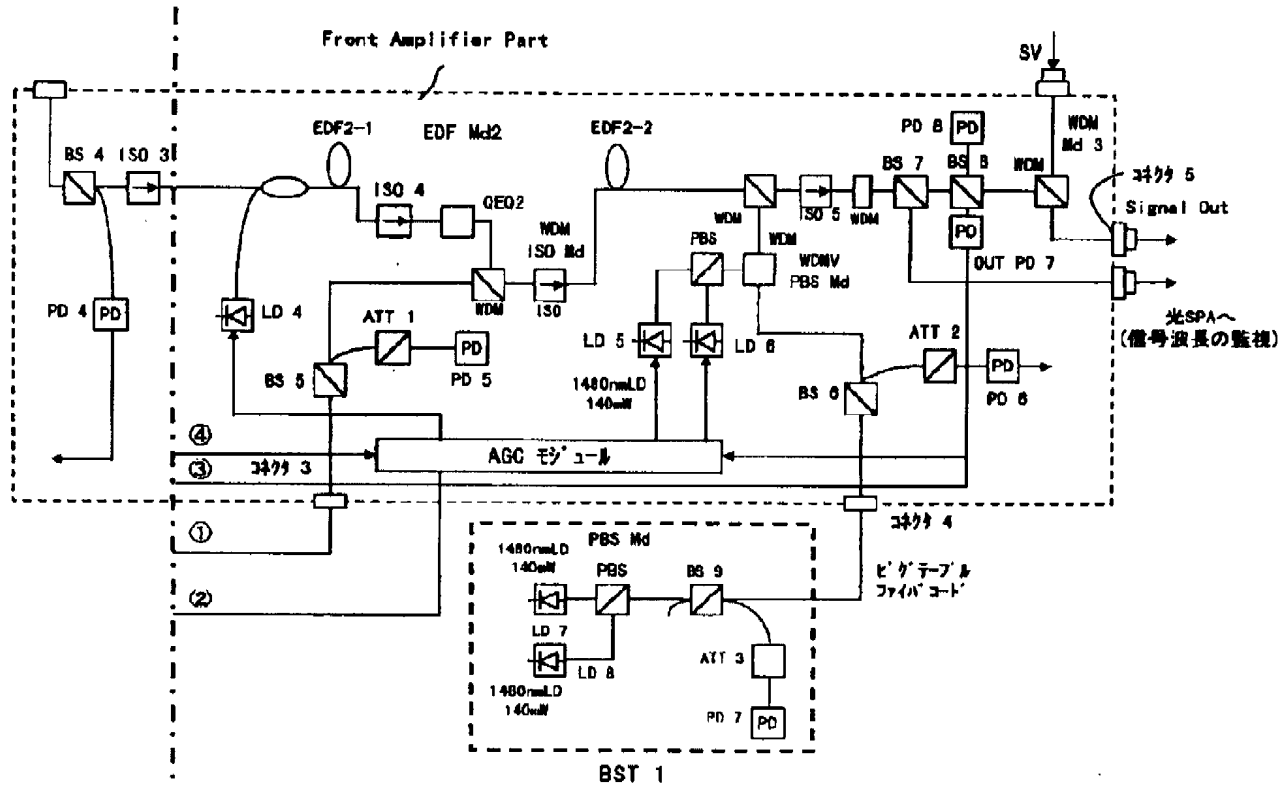 Front Amplifier Part
SV
EDF2-1
EDF Md2
EDF2-2
PD 8
PD
WDM
Md 3
BS 4
ISO 3
BS 7
BS 8
WDM
コネクタ 5
ISO 4
QEQ2
WDM
ISO Md
WDM
ISO 5
WDM
Signal Out
PBS
WDM
PD
OUT PD 7
WDMV
PBS Md
PD 4
PD
LD 4
WDM
ISO
ATT 1
PD
PD 5
LD 5
LD 6
ATT 2
光SPAへ
(信号波長の監視)
BS 5
1480nmLD
140mW
BS 6
PD
PD 6
④
AGC モジュール
③
コネクタ 3
①
コネクタ 4
PBS Md
1480nmLD
140mW
PBS
BS 9
ピグテーブル
ファイバコード
②
LD 7
LD 8
ATT 3
1480nmLD
140mW
PD 7
PD
BST 1